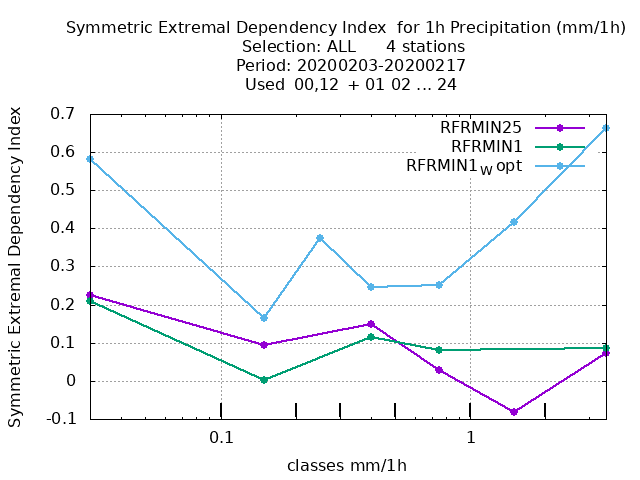 Symmetric Extremal Dependency Index  for 1h Precipitation (mm/1h)
Selection: ALL      4 stations
Period: 20200203-20200217
Used  00,12  + 01 02 ... 24
Symmetric Extremal Dependency Index
0.7
0.6
0.5
0.4
0.3
0.2
0.1
0
-0.1
RFRMIN25
RFRMIN1
RFRMIN1W opt
0.1
1
classes mm/1h